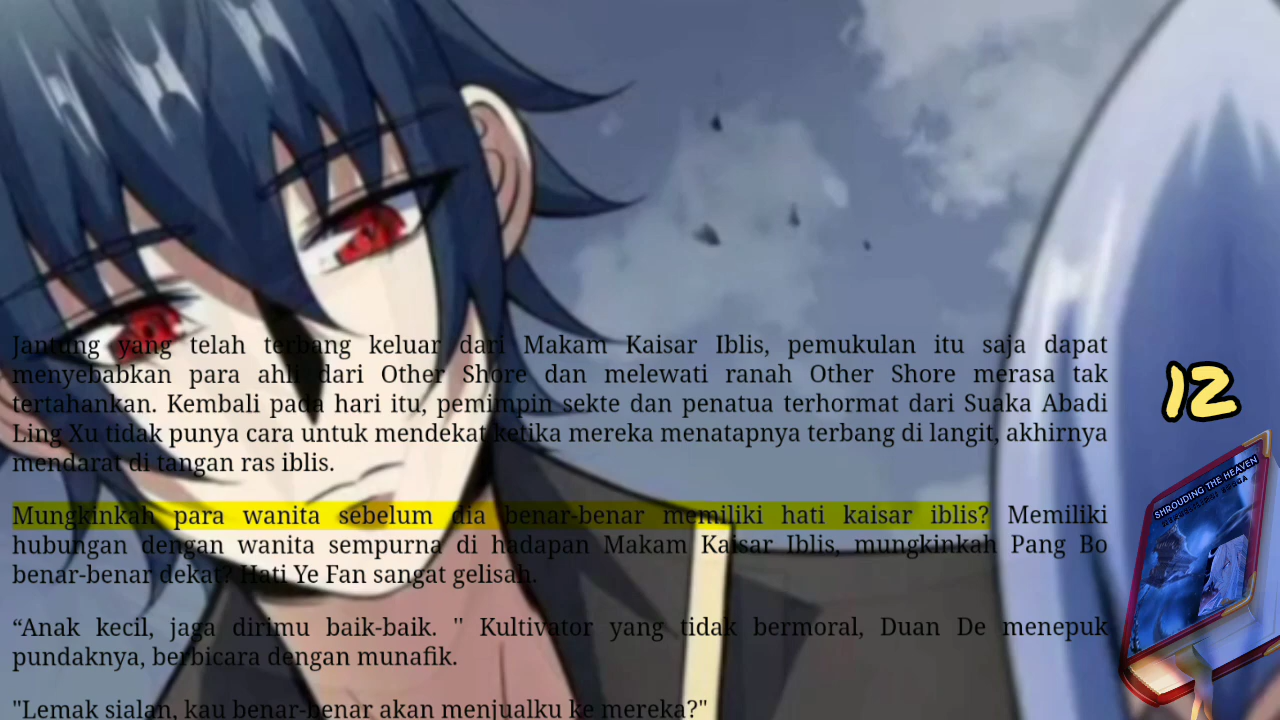 Jantung yang telah terbang keluar dari Makam Kaisar Iblis, pemukulan itu saja dapat
menyebabkan para ahli dari Other Shore dan melewati ranah Other Shore merasa tak
tertahankan. Kembali pada hari itu, pemimpin sekte dan penatua terhormat dari Suaka Abadi
Ling Xu tidak punya cara untuk mendekat ketika mereka menatapnya terbang di langit, akhirnya
mendarat di tangan ras iblis.
Mungkinkah para wanita sebelum dia benar-benar memiliki hati kaisar iblis? Memiliki
hubungan dengan wanita sempurna di hadapan Makam Kaisar Iblis, mungkinkah Pang Bo
benar-benar dekat? Hati Ye Fan sangat gelisah.
“Anak kecil, jaga dirimu baik-baik. '' Kultivator yang tidak bermoral, Duan De menepuk
pundaknya, berbicara dengan munafik.
"Lemak sialan, kau benar-benar akan menjualku ke mereka?"
12
SHROUDING THE HEAVEN